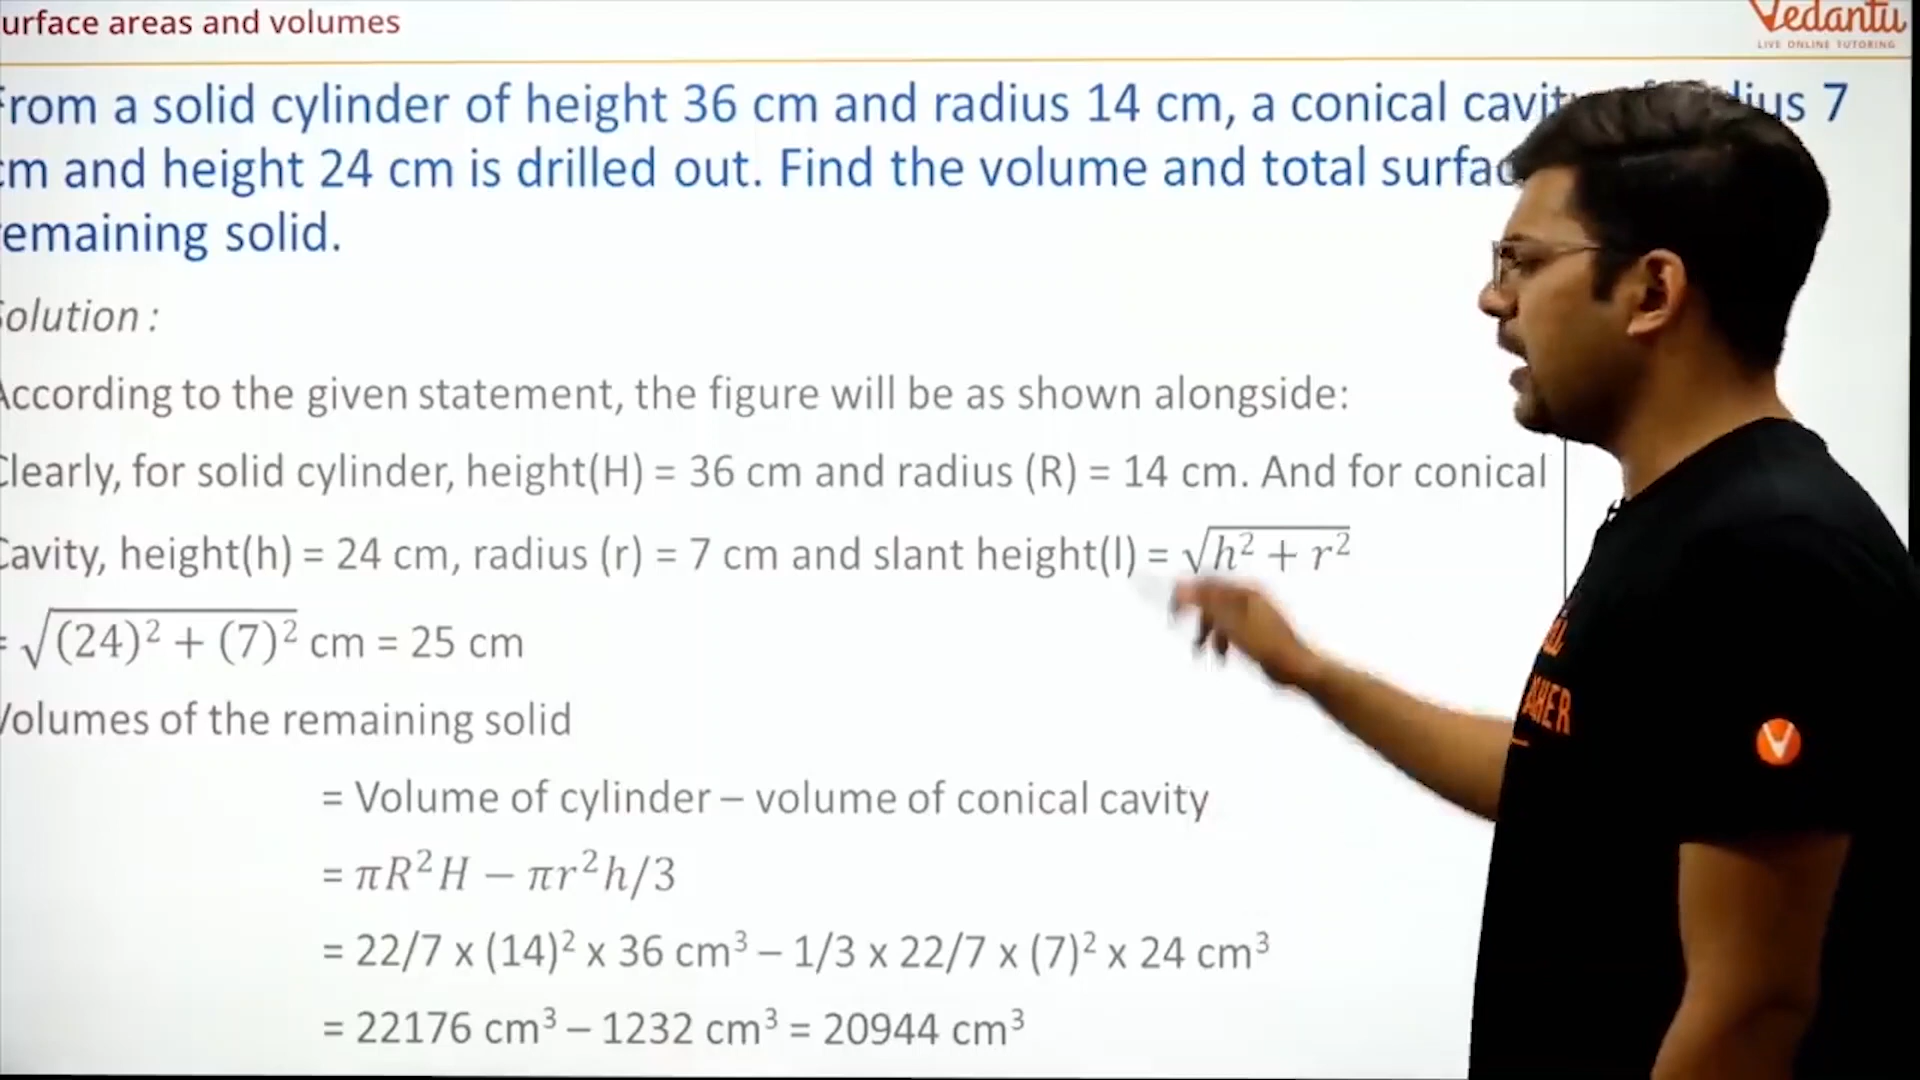 urface areas and volumes
Vedantu
LIVE ONLINE TUTORING
From a solid cylinder of height 36 cm and radius 14 cm, a conical cavit dius 7
cm and height 24 cm is drilled out. Find the volume and total surfac
remaining solid.
Solution :
According to the given statement, the figure will be as shown alongside:
Clearly, for solid cylinder, height(H) = 36 cm and radius (R) = 14 cm. And for conical
Cavity, height(h) = 24 cm, radius (r) = 7 cm and slant height(l) = √(h² + r²)
= √((24)² + (7)²) cm = 25 cm
Volumes of the remaining solid
= Volume of cylinder – volume of conical cavity
= πR²H − πr²h/3
= 22/7 x (14)² x 36 cm³ – 1/3 x 22/7 x (7)² x 24 cm³
= 22176 cm³ – 1232 cm³ = 20944 cm³